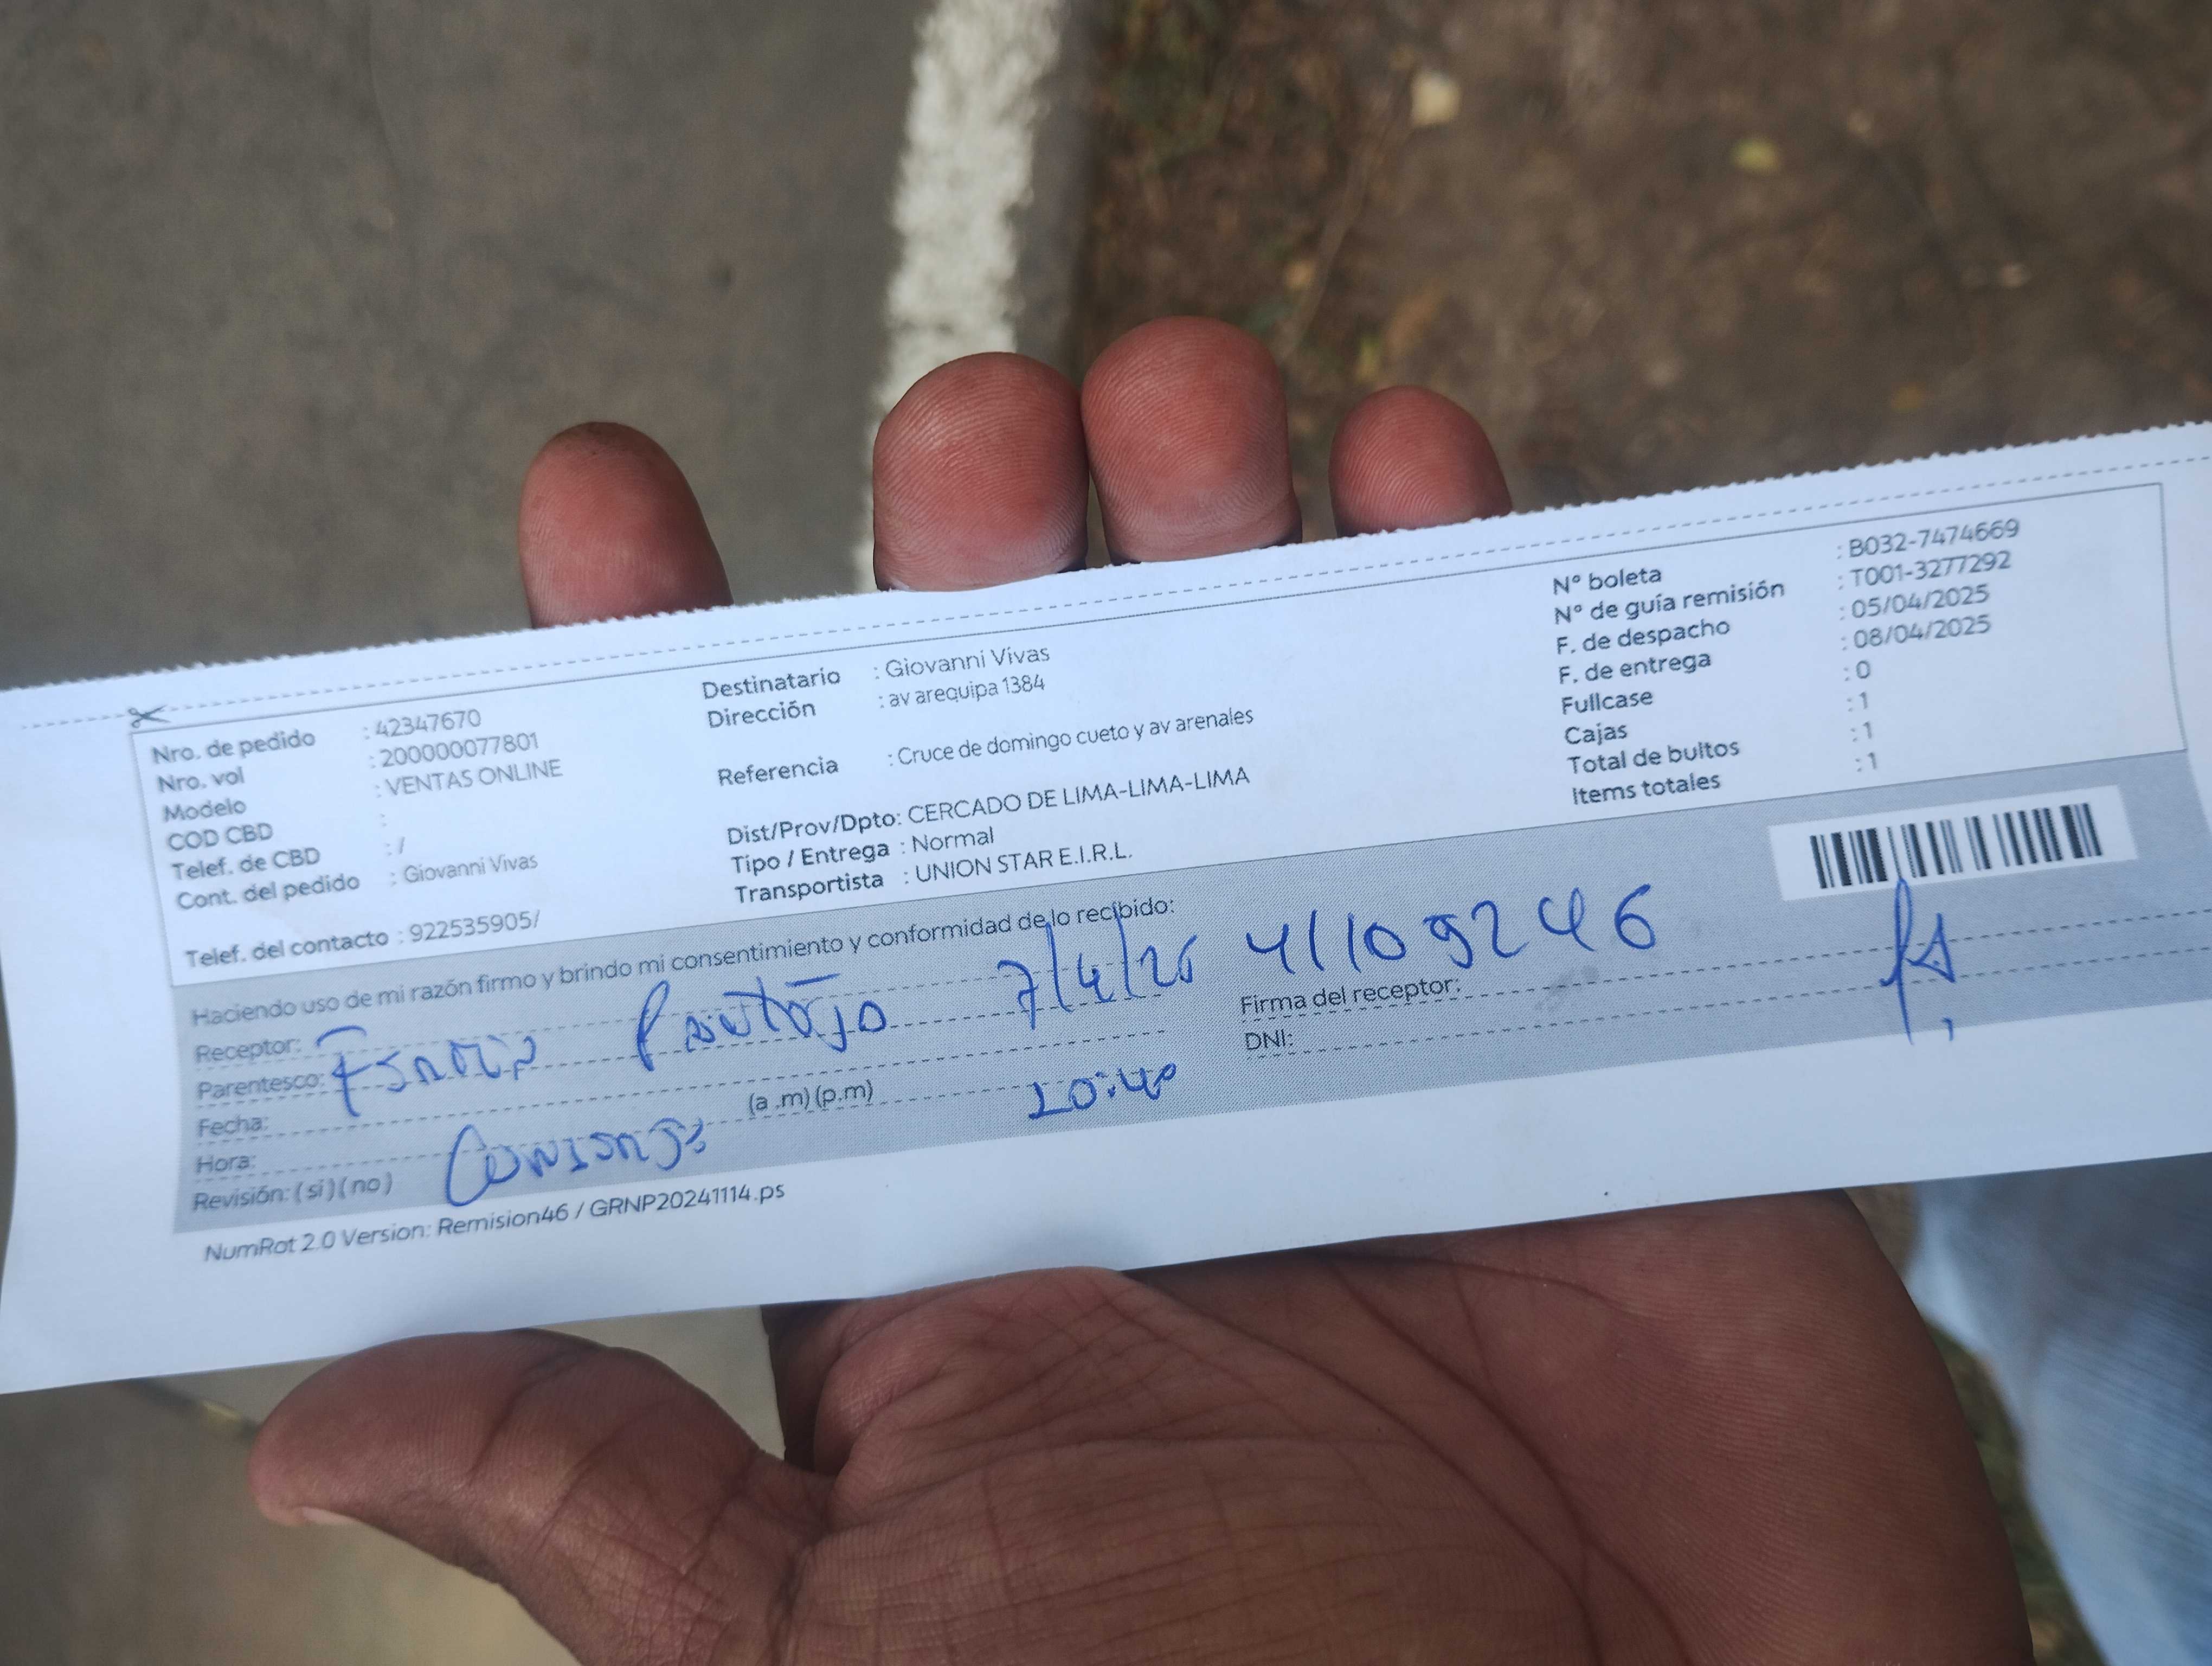 Nro. de pedido : 42347670
Nro. vol : 200000077801
Modelo : VENTAS ONLINE
COD CBD :
Telef. de CBD : /
Cont. del pedido : Giovanni Vivas
Telef. del contacto : 922535905/
Destinatario : Giovanni Vivas
Dirección : av arequipa 1384
Referencia : Cruce de domingo cueto y av arenales
Dist/Prov/Dpto: CERCADO DE LIMA-LIMA-LIMA
Tipo / Entrega : Normal
Transportista : UNION STAR E.I.R.L.
N° boleta : B032-7474669
N° de guía remisión : T001-3277292
F. de despacho : 05/04/2025
F. de entrega : 08/04/2025
Fullcase : 0
Cajas : 1
Total de bultos : 1
Items totales : 1
Haciendo uso de mi razón firmo y brindo mi consentimiento y conformidad de lo recibido:
Receptor: Pantojo 7/4/25 41109246
Parentesco:
Fecha:
Hora: (a .m) (p.m) 10:40
Revisión: ( si ) ( no )
Firma del receptor:
DNI:
NumRot 2.0 Version: Remision46 / GRNP20241114.ps